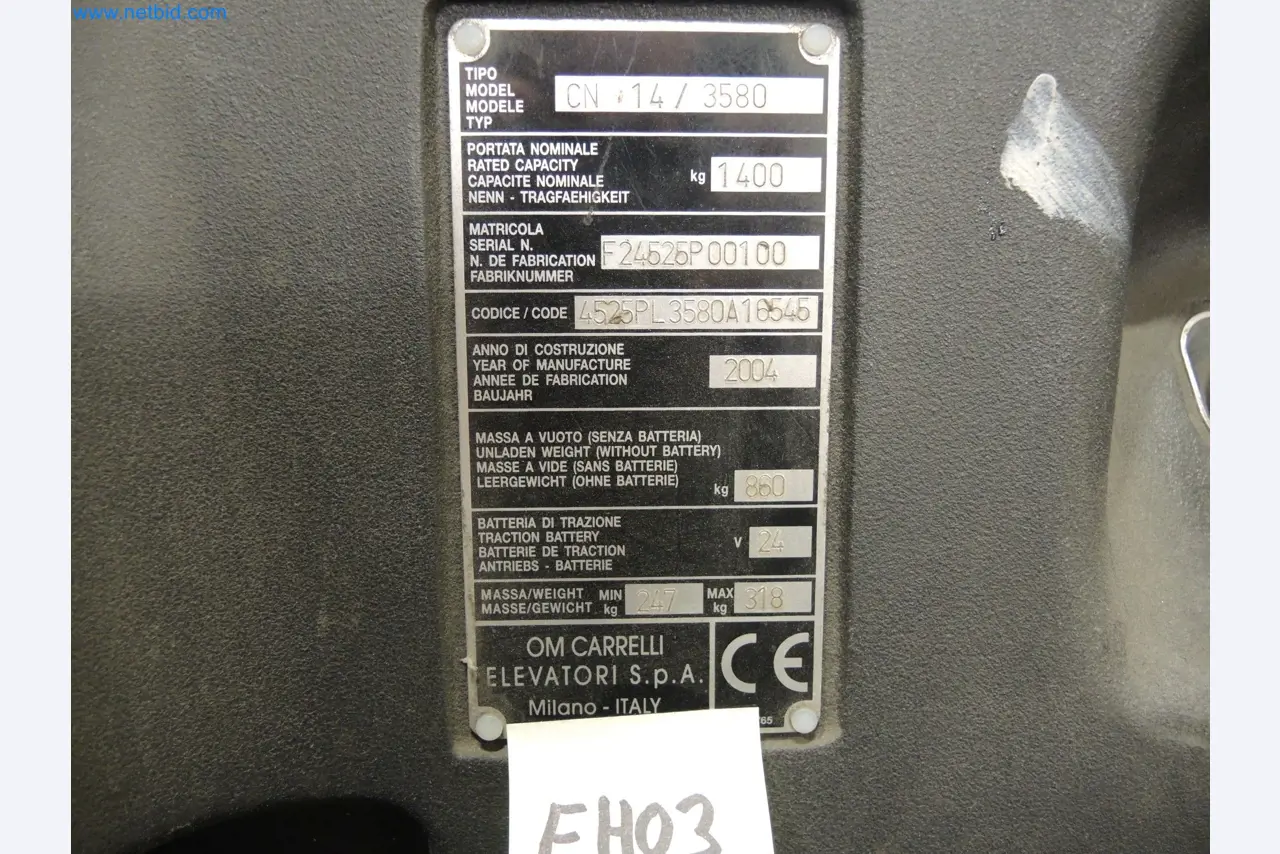 www.netbid.com
TIPO
MODEL
MODELE
TYP
CN 14 / 3580
PORTATA NOMINALE
RATED CAPACITY
CAPACITE NOMINALE
NENN - TRAGFAEHIGKEIT
kg 1400
MATRICOLA
SERIAL N.
N. DE FABRICATION
FABRIKNUMMER
F24525P00100
CODICE / CODE 4525PL3580A16545
ANNO DI COSTRUZIONE
YEAR OF MANUFACTURE
ANNEE DE FABRICATION
BAUJAHR
2004
MASSA A VUOTO (SENZA BATTERIA)
UNLADEN WEIGHT (WITHOUT BATTERY)
MASSE A VIDE (SANS BATTERIE)
LEERGEWICHT (OHNE BATTERIE)
kg 860
BATTERIA DI TRAZIONE
TRACTION BATTERY
BATTERIE DE TRACTION
ANTRIEBS - BATTERIE
V 24
MASSA/WEIGHT
MASSE/GEWICHT
MIN
kg
247
MAX
kg
318
OM CARRELLI
ELEVATORI S.p.A.
Milano - ITALY
CE
FH03